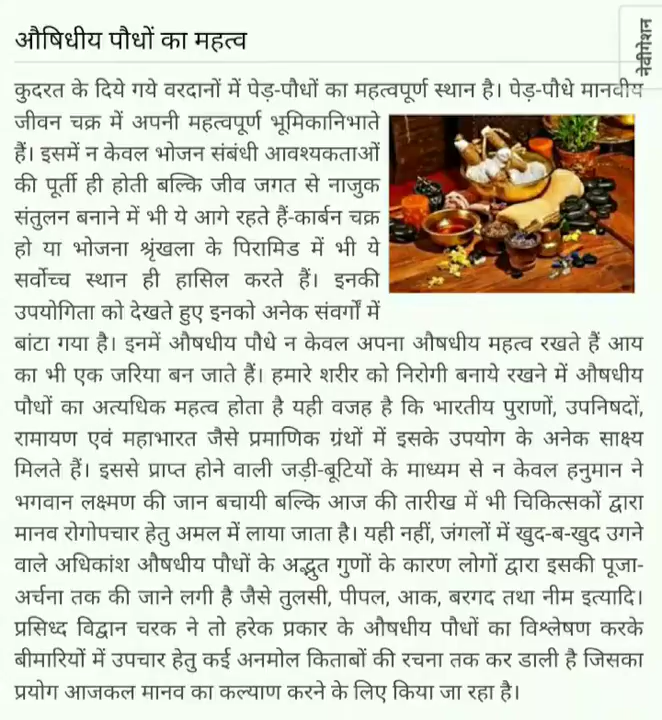 औषिधीय पौधों का महत्व
नेवीगेशन
कुदरत के दिये गये वरदानों में पेड़-पौधों का महत्वपूर्ण स्थान है। पेड़-पौधे मानवीय
जीवन चक्र में अपनी महत्वपूर्ण भूमिकानिभाते
हैं। इसमें न केवल भोजन संबंधी आवश्यकताओं
की पूर्ती ही होती बल्कि जीव जगत से नाजुक
संतुलन बनाने में भी ये आगे रहते हैं-कार्बन चक्र
हो या भोजना श्रृंखला के पिरामिड में भी ये
सर्वोच्च स्थान ही हासिल करते हैं। इनकी
उपयोगिता को देखते हुए इनको अनेक संवर्गों में
बांटा गया है। इनमें औषधीय पौधे न केवल अपना औषधीय महत्व रखते हैं आय
का भी एक जरिया बन जाते हैं। हमारे शरीर को निरोगी बनाये रखने में औषधीय
पौधों का अत्यधिक महत्व होता है यही वजह है कि भारतीय पुराणों, उपनिषदों,
रामायण एवं महाभारत जैसे प्रमाणिक ग्रंथों में इसके उपयोग के अनेक साक्ष्य
मिलते हैं। इससे प्राप्त होने वाली जड़ी-बूटियों के माध्यम से न केवल हनुमान ने
भगवान लक्ष्मण की जान बचायी बल्कि आज की तारीख में भी चिकित्सकों द्वारा
मानव रोगोपचार हेतु अमल में लाया जाता है। यही नहीं, जंगलों में खुद-ब-खुद उगने
वाले अधिकांश औषधीय पौधों के अद्भुत गुणों के कारण लोगों द्वारा इसकी पूजा-
अर्चना तक की जाने लगी है जैसे तुलसी, पीपल, आक, बरगद तथा नीम इत्यादि।
प्रसिध्द विद्वान चरक ने तो हरेक प्रकार के औषधीय पौधों का विश्लेषण करके
बीमारियों में उपचार हेतु कई अनमोल किताबों की रचना तक कर डाली है जिसका
प्रयोग आजकल मानव का कल्याण करने के लिए किया जा रहा है।